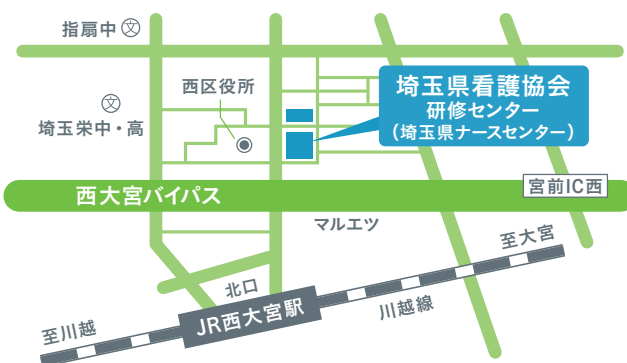 指扇中 文
西区役所
文
埼玉栄中・高
埼玉県看護協会
研修センター
（埼玉県ナースセンター）
西大宮バイパス
宮前IC西
マルエツ
至大宮
北口
川越線
JR西大宮駅
至川越